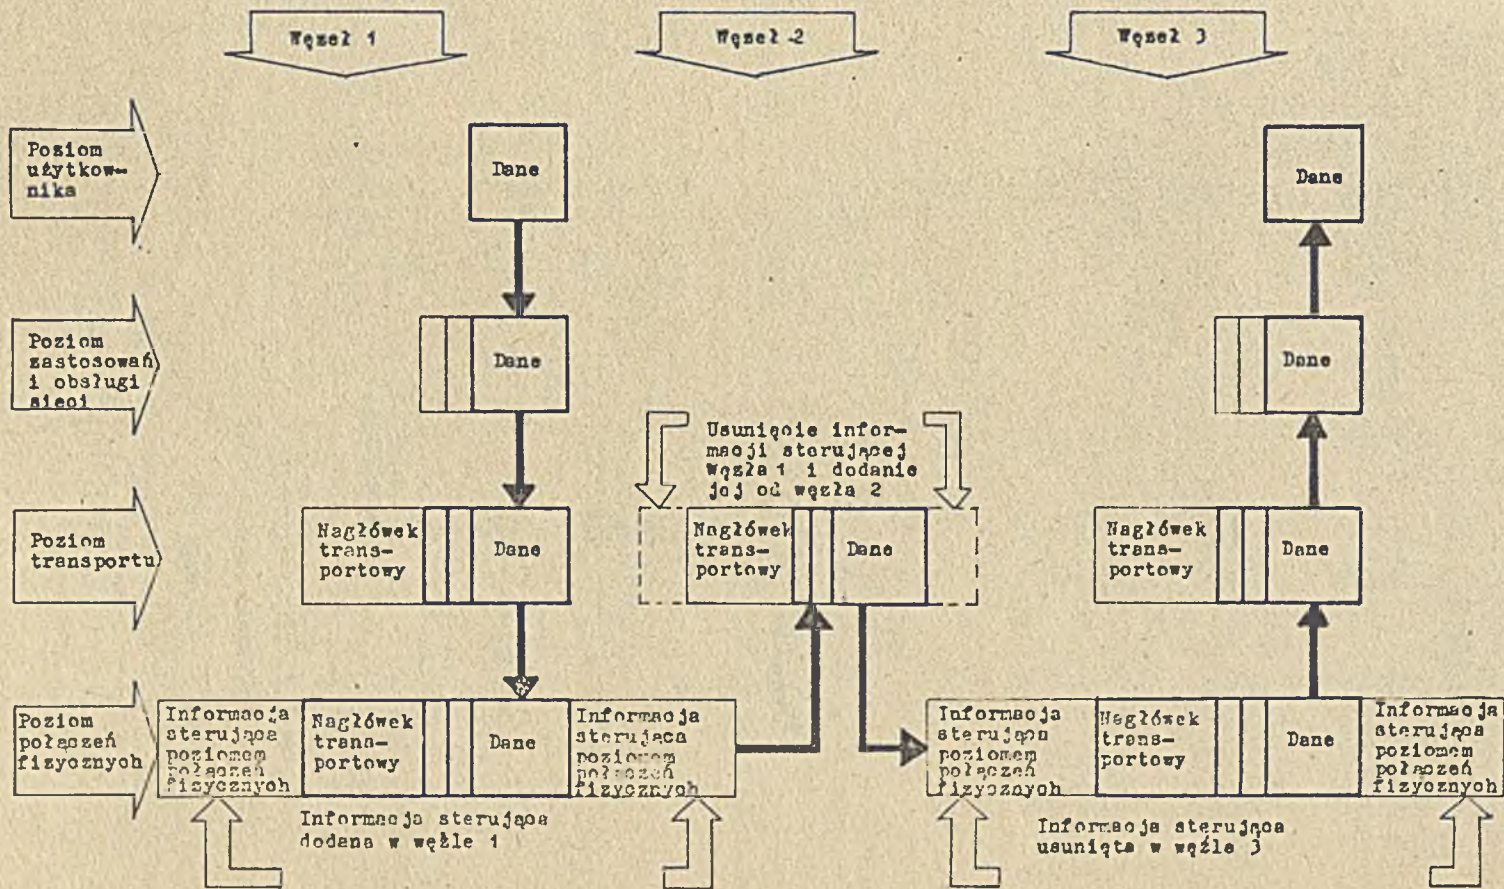 Węzeł 1
Węzeł 2
Węzeł 3
Poziom
użytkow-
nika
Dane
Dane
Poziom
zastosowań
i obsługi
sieci
Dane
Dane
Usunięcie infor-
macji sterującej
węzła 1 i dodanie
jej od węzła 2
Poziom
transportu
Nagłówek
trans-
portowy
Dane
Nagłówek
trans-
portowy
Dane
Nagłówek
trans-
portowy
Dane
Poziom
połączeń
fizycznych
Informacja
sterująca
poziomem
połączeń
fizycznych
Nagłówek
trans-
portowy
Dane
Informacja
sterująca
poziomem
połączeń
fizycznych
Informacja
sterująca
poziomem
połączeń
fizycznych
Nagłówek
trans-
portowy
Dane
Informacja
sterująca
poziomem
połączeń
fizycznych
Informacja sterująca
dodana w węźle 1
Informacja sterująca
usunięta w węźle 3